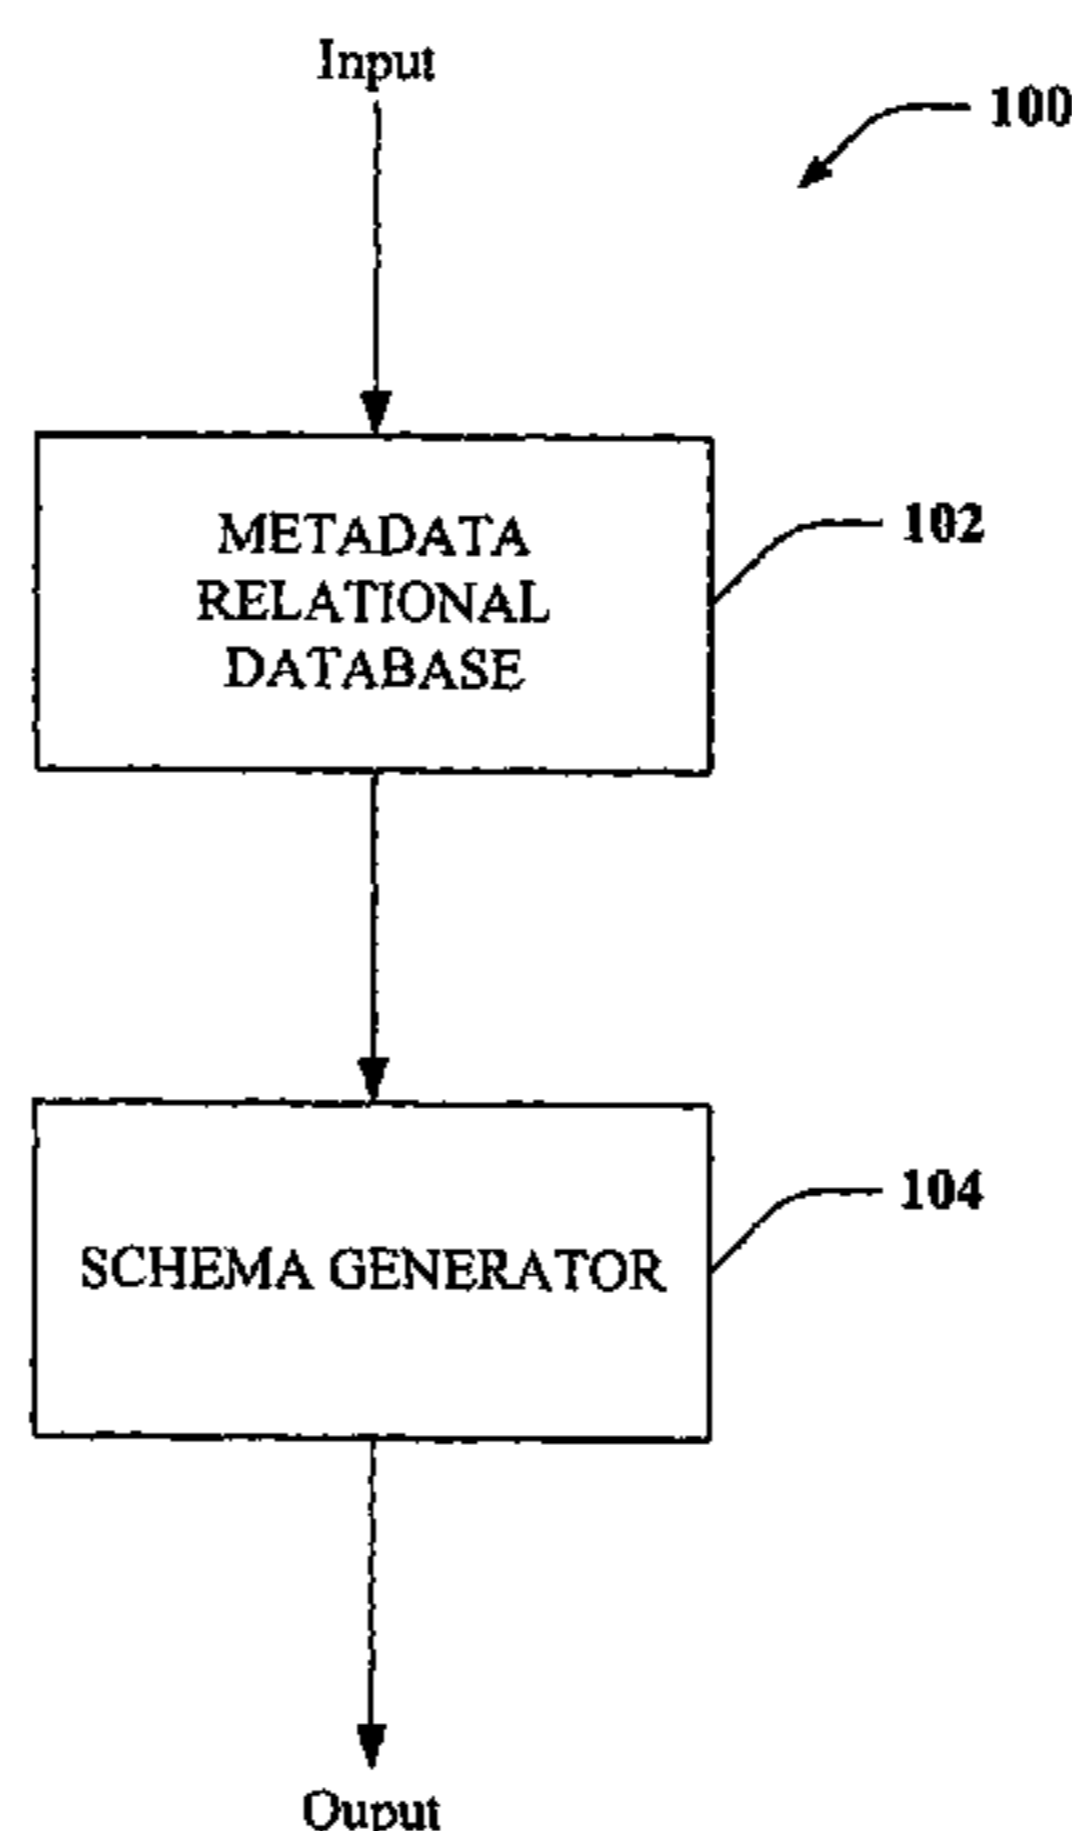 Input
100
METADATA
RELATIONAL
DATABASE
102
SCHEMA GENERATOR
104
Ouput